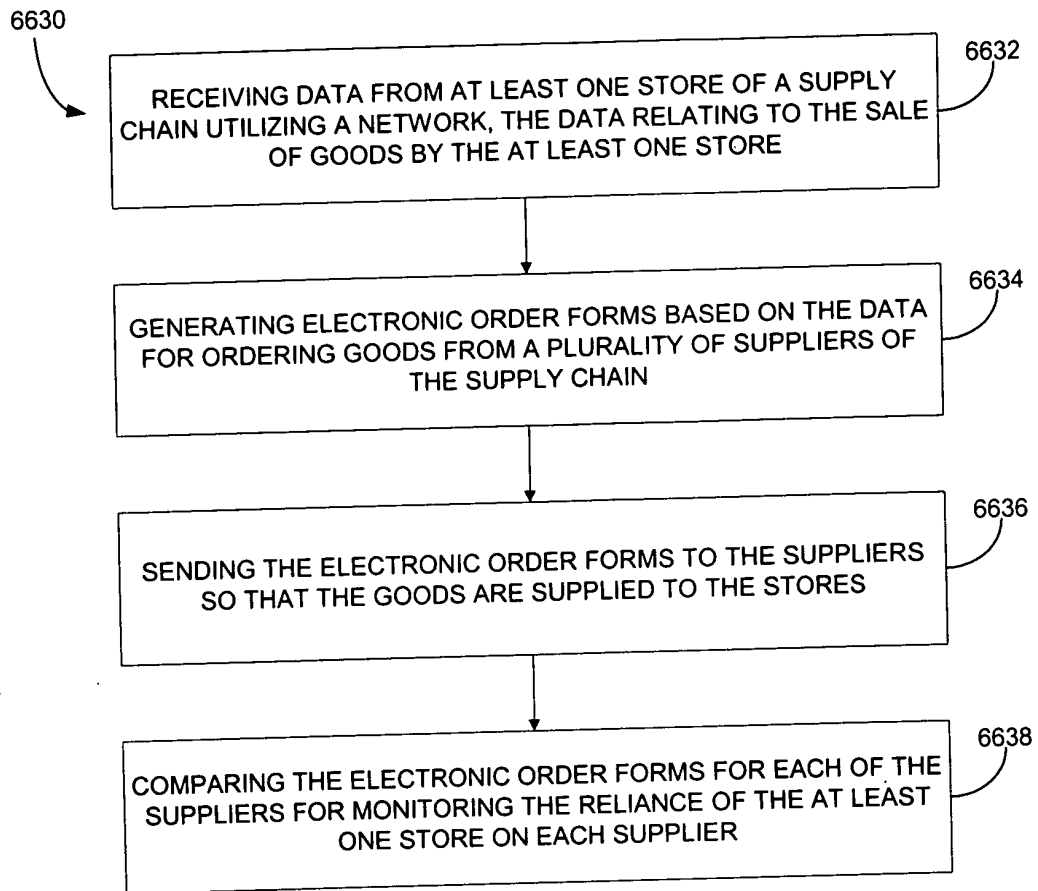 6630
6632
RECEIVING DATA FROM AT LEAST ONE STORE OF A SUPPLY
CHAIN UTILIZING A NETWORK, THE DATA RELATING TO THE SALE
OF GOODS BY THE AT LEAST ONE STORE
6634
GENERATING ELECTRONIC ORDER FORMS BASED ON THE DATA
FOR ORDERING GOODS FROM A PLURALITY OF SUPPLIERS OF
THE SUPPLY CHAIN
6636
SENDING THE ELECTRONIC ORDER FORMS TO THE SUPPLIERS
SO THAT THE GOODS ARE SUPPLIED TO THE STORES
6638
COMPARING THE ELECTRONIC ORDER FORMS FOR EACH OF THE
SUPPLIERS FOR MONITORING THE RELIANCE OF THE AT LEAST
ONE STORE ON EACH SUPPLIER